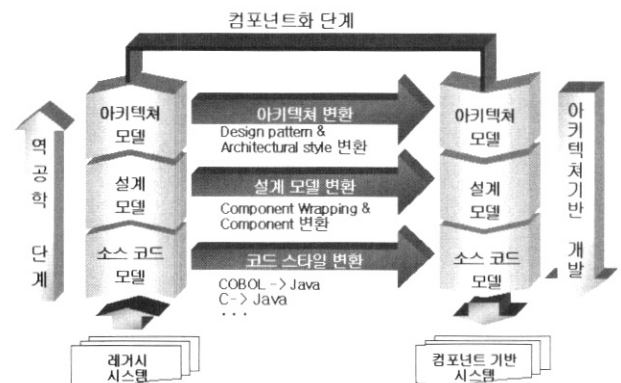 컴포넌트화 단계
아키텍쳐
모델
아키텍쳐 변환
Design pattern &
Architectural style 변환
아키텍쳐
모델
설계
모델
설계 모델 변환
Component Wrapping &
Component 변환
설계
모델
소스 코드
모델
코드 스타일 변환
COBOL -> Java
C-> Java
...
소스 코드
모델
역공학 단계
아키텍쳐기반 개발
레거시
시스템
컴포넌트 기반
시스템